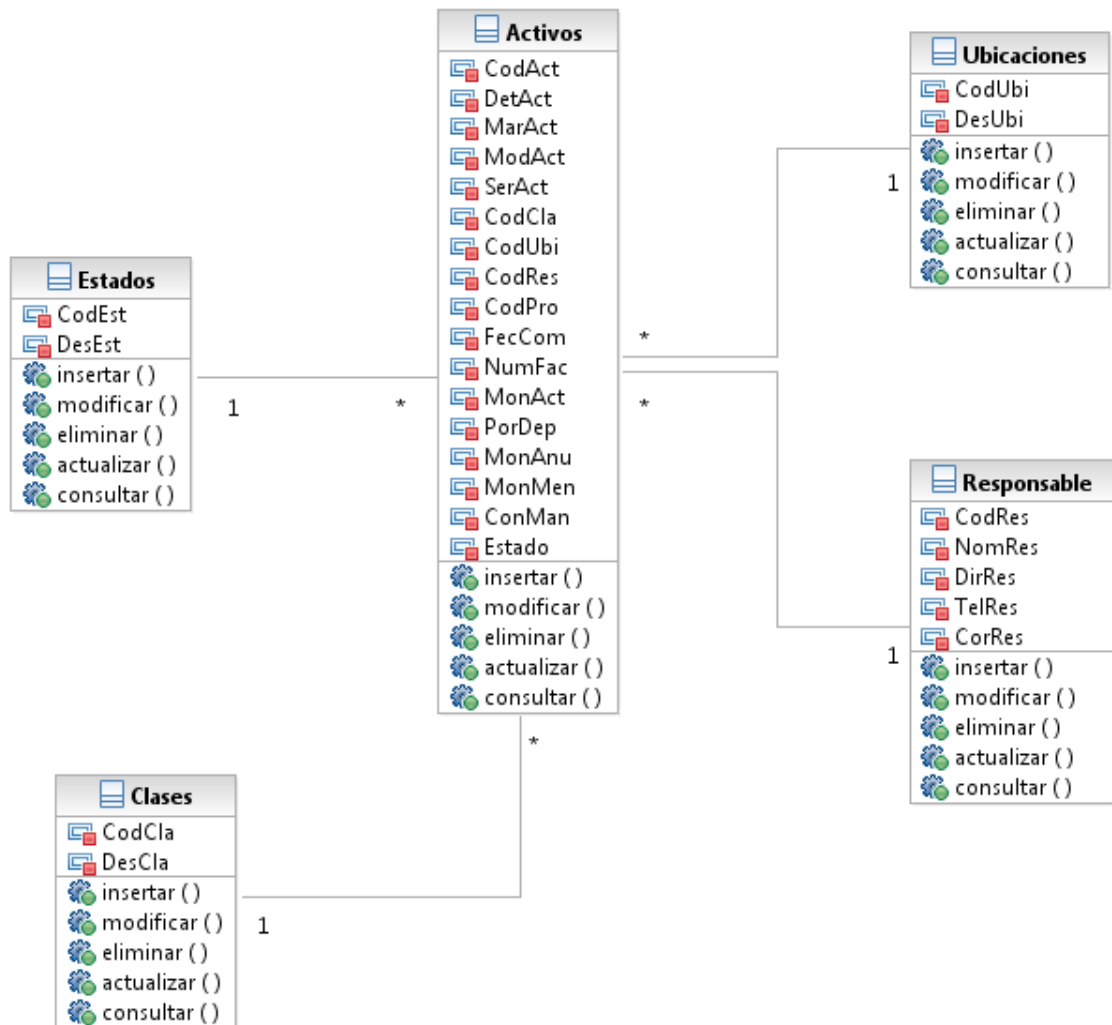 Activos
CodAct
DetAct
MarAct
ModAct
SerAct
CodCla
CodUbi
CodRes
CodPro
FecCom
NumFac
MonAct
PorDep
MonAnu
MonMen
ConMan
Estado
insertar ( )
modificar ( )
eliminar ( )
actualizar ( )
consultar ( )
Ubicaciones
CodUbi
DesUbi
insertar ( )
modificar ( )
eliminar ( )
actualizar ( )
consultar ( )
1
*
Estados
CodEst
DesEst
insertar ( )
modificar ( )
eliminar ( )
actualizar ( )
consultar ( )
1
*
*
Responsable
CodRes
NomRes
DirRes
TelRes
CorRes
insertar ( )
modificar ( )
eliminar ( )
actualizar ( )
consultar ( )
1
*
Clases
CodCla
DesCla
insertar ( )
modificar ( )
eliminar ( )
actualizar ( )
consultar ( )
1